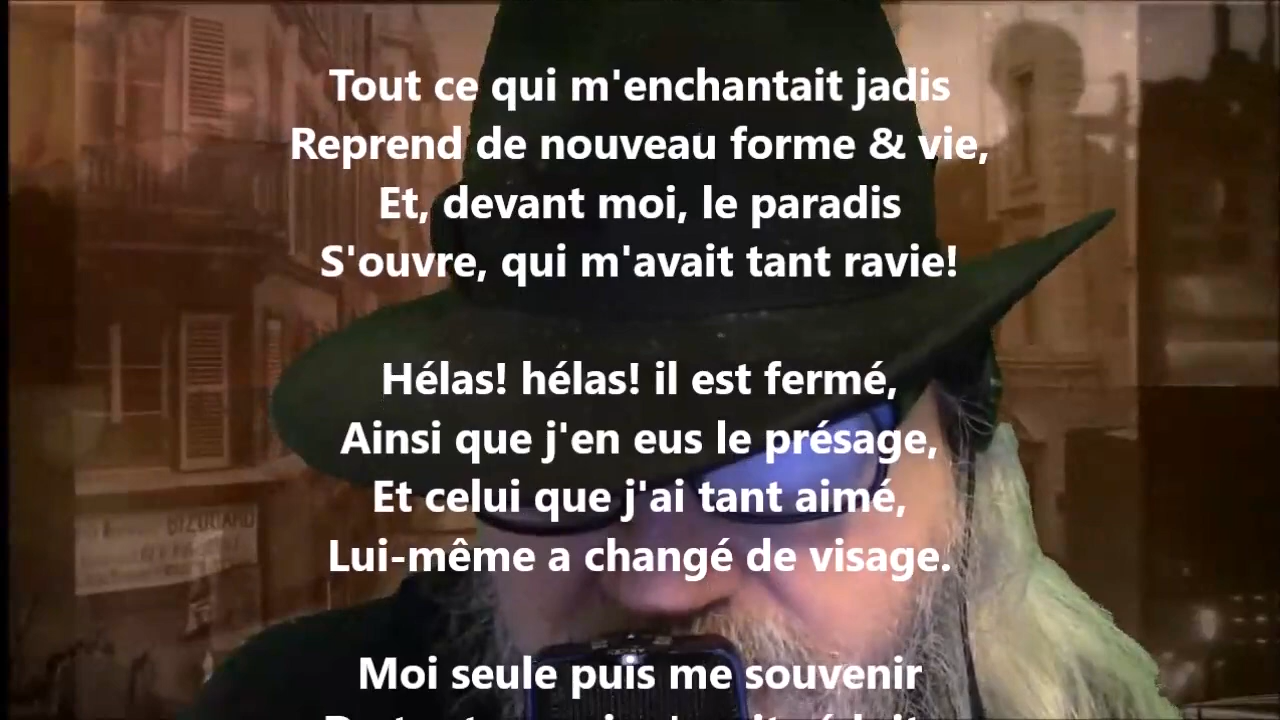 Tout ce qui m'enchantait jadis
Reprend de nouveau forme & vie,
Et, devant moi, le paradis
S'ouvre, qui m'avait tant ravie!
Hélas! hélas! il est fermé,
Ainsi que j'en eus le présage,
Et celui que j'ai tant aimé,
Lui-même a changé de visage.
Moi seule puis me souvenir
BIZOUARD